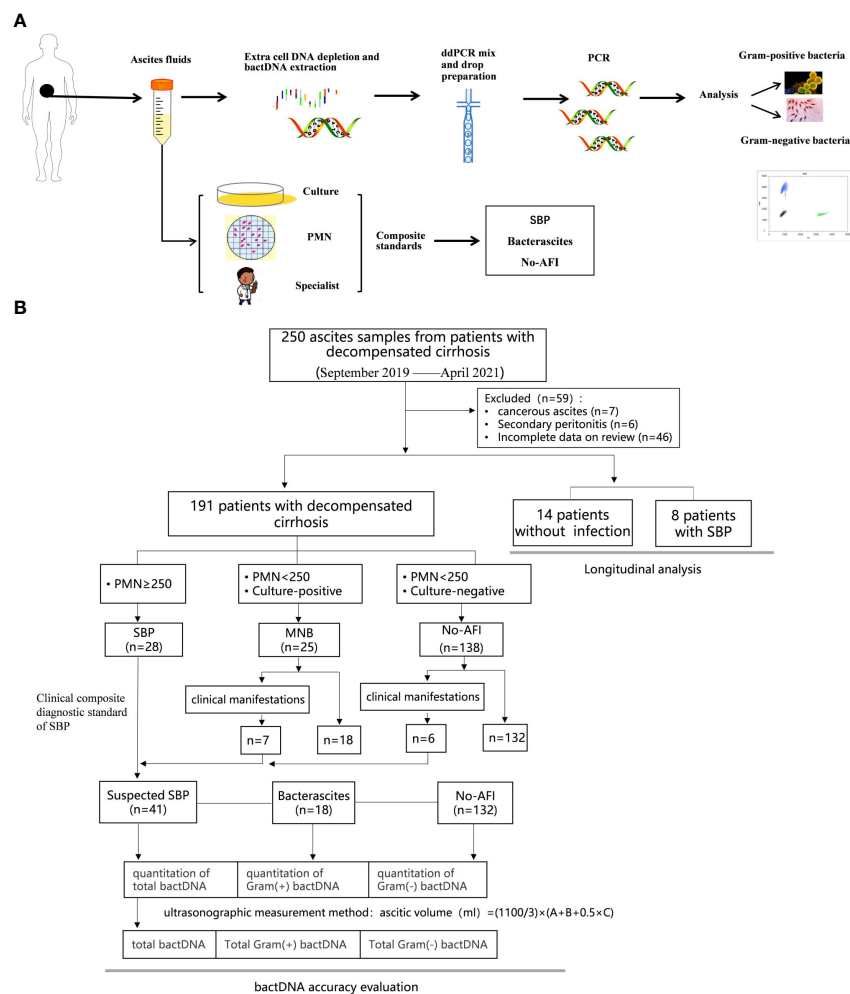 A
Ascites fluids
Extra cell DNA depletion and
bactDNA extraction
ddPCR mix
and drop
preparation
PCR
Analysis
Gram-positive bacteria
Gram-negative bacteria
Culture
PMN
Specialist
Composite
standards
SBP
Bacterascites
No-AFI
B
250 ascites samples from patients with
decompensated cirrhosis
(September 2019 ——April 2021)
Excluded (n=59) :
• cancerous ascites (n=7)
• Secondary peritonitis (n=6)
• Incomplete data on review (n=46)
191 patients with decompensated
cirrhosis
14 patients
without infection
8 patients
with SBP
Longitudinal analysis
• PMN≥250
• PMN<250
• Culture-positive
• PMN<250
• Culture-negative
SBP
(n=28)
MNB
(n=25)
No-AFI
(n=138)
Clinical composite
diagnostic standard
of SBP
clinical manifestations
clinical manifestations
n=7
n=18
n=6
n=132
Suspected SBP
(n=41)
Bacterascites
(n=18)
No-AFI
(n=132)
quantitation of
total bactDNA
quantitation of
Gram(+) bactDNA
quantitation of
Gram(-) bactDNA
ultrasonographic measurement method: ascitic volume (ml) =(1100/3)×(A+B+0.5×C)
total bactDNA
Total Gram(+) bactDNA
Total Gram(-) bactDNA
bactDNA accuracy evaluation